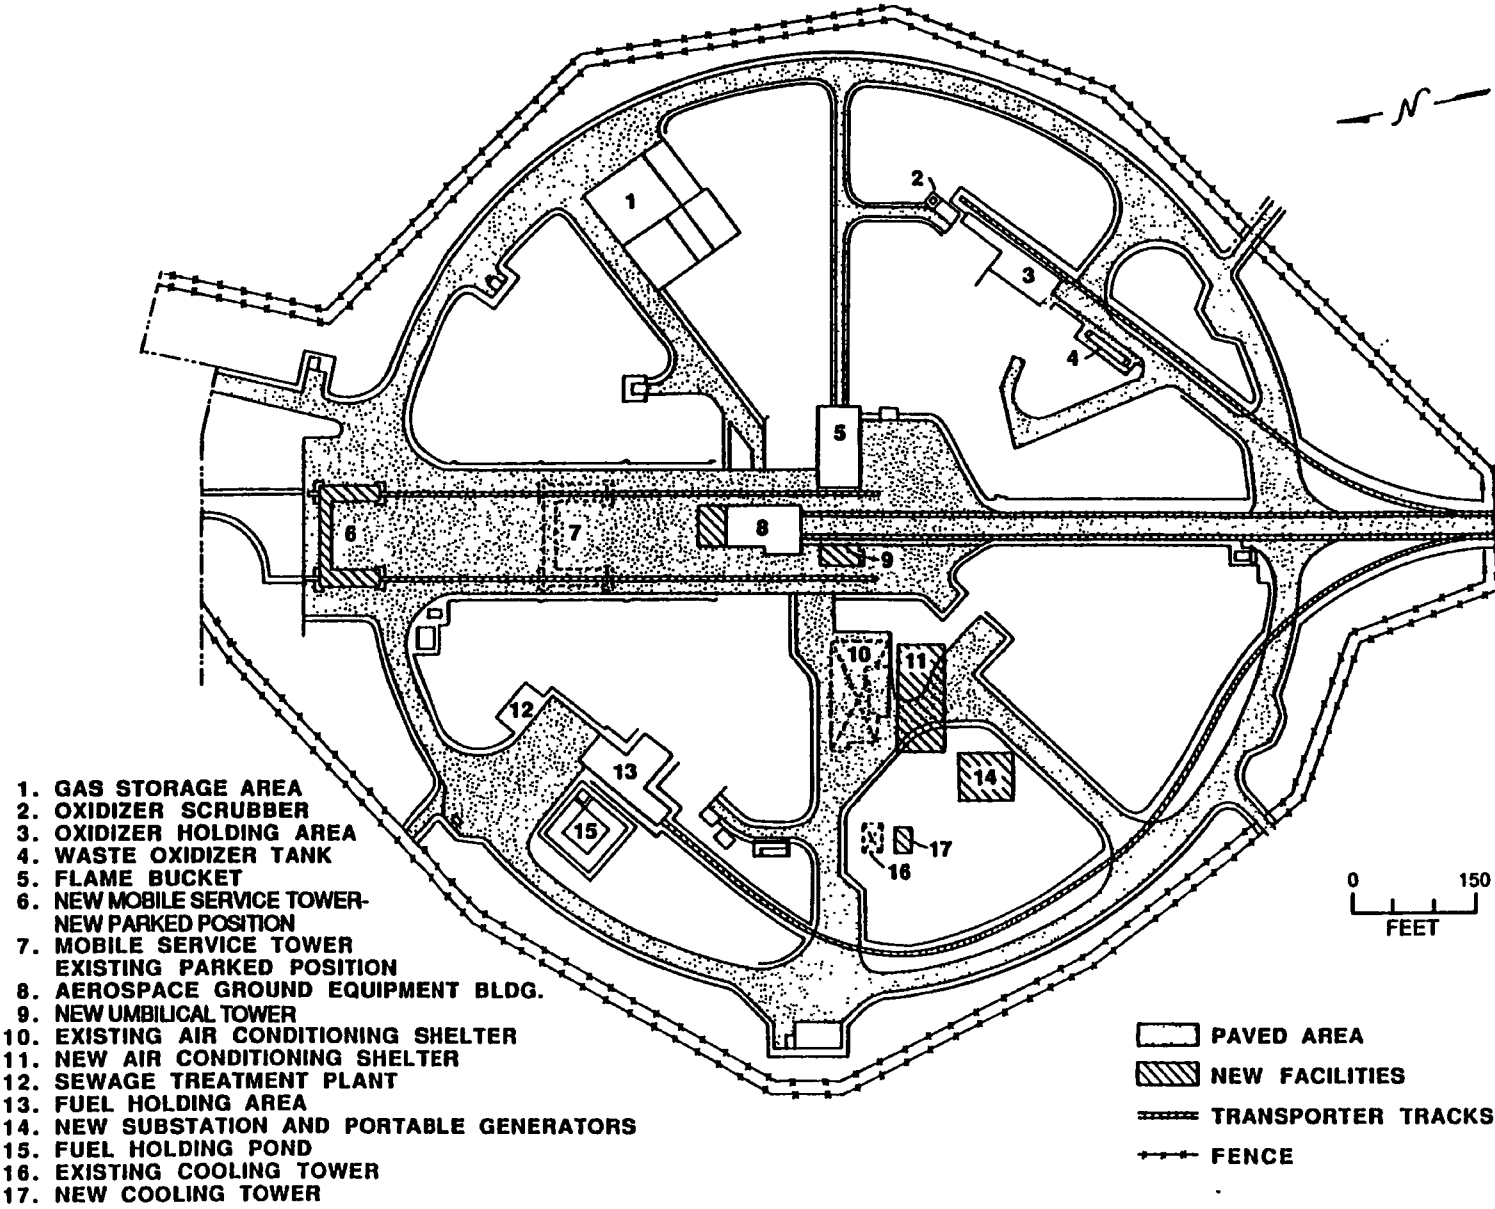 N
2
1
3
4
5
6
7
8
9
10
11
12
13
14
15
16
17
1. GAS STORAGE AREA
2. OXIDIZER SCRUBBER
3. OXIDIZER HOLDING AREA
4. WASTE OXIDIZER TANK
5. FLAME BUCKET
6. NEW MOBILE SERVICE TOWER-
NEW PARKED POSITION
7. MOBILE SERVICE TOWER
EXISTING PARKED POSITION
8. AEROSPACE GROUND EQUIPMENT BLDG.
9. NEW UMBILICAL TOWER
10. EXISTING AIR CONDITIONING SHELTER
11. NEW AIR CONDITIONING SHELTER
12. SEWAGE TREATMENT PLANT
13. FUEL HOLDING AREA
14. NEW SUBSTATION AND PORTABLE GENERATORS
15. FUEL HOLDING POND
16. EXISTING COOLING TOWER
17. NEW COOLING TOWER
0 150
FEET
PAVED AREA
NEW FACILITIES
TRANSPORTER TRACKS
FENCE